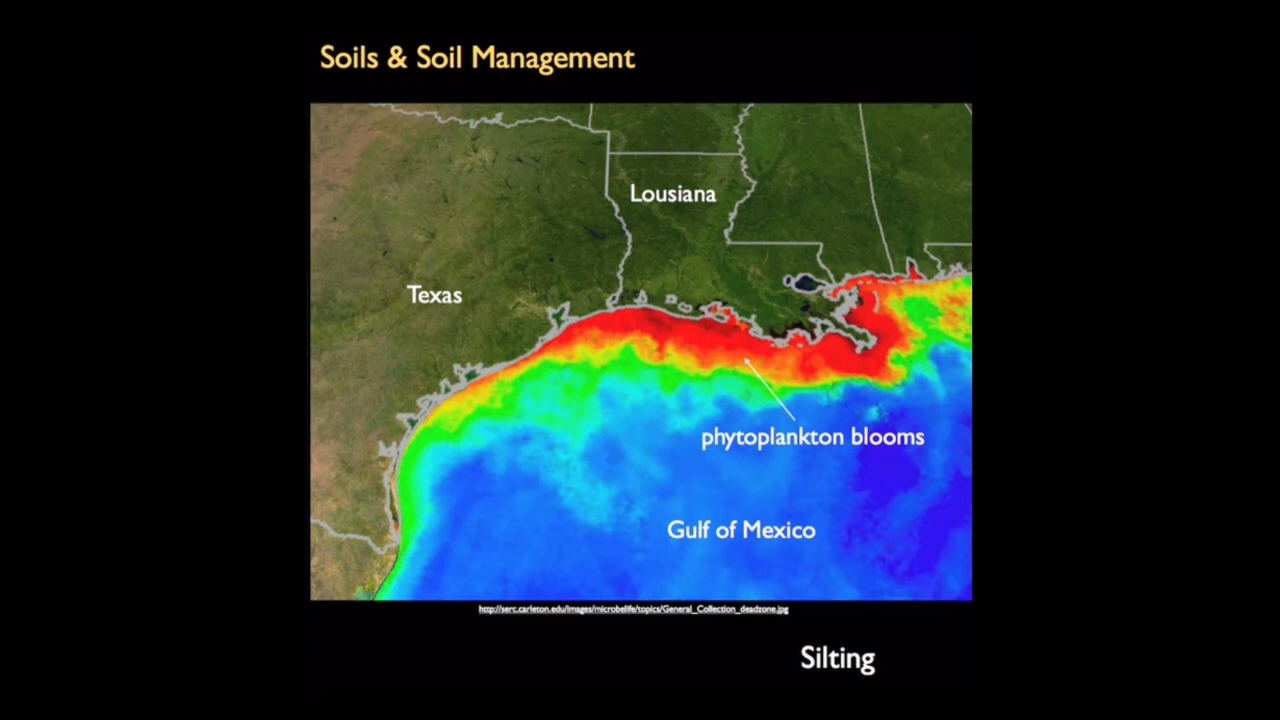 Soils & Soil Management
Lousiana
Texas
phytoplankton blooms
Gulf of Mexico
http://serc.carleton.edu/images/microbelife/topics/General_Collection_deadzone.jpg
Silting